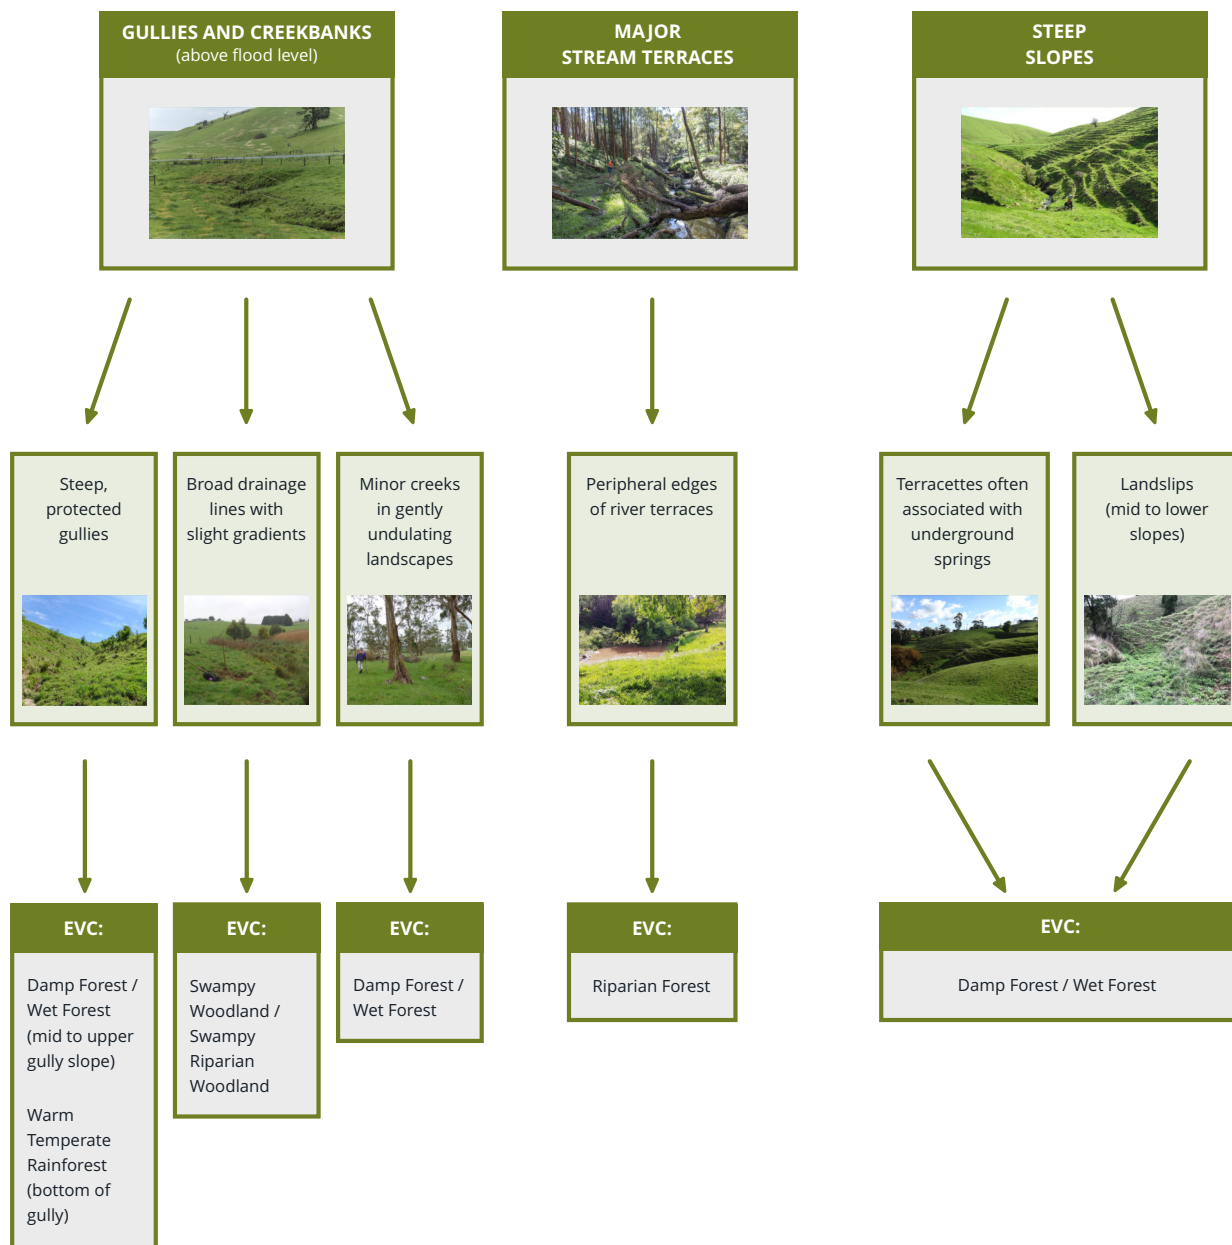 GULLIES AND CREEKBANKS
(above flood level)
MAJOR
STREAM TERRACES
STEEP
SLOPES
Steep,
protected
gullies
Broad drainage
lines with
slight gradients
Minor creeks
in gently
undulating
landscapes
Peripheral edges
of river terraces
Terracettes often
associated with
underground
springs
Landslips
(mid to lower
slopes)
EVC:
Damp Forest /
Wet Forest
(mid to upper
gully slope)
Warm
Temperate
Rainforest
(bottom of
gully)
EVC:
Swampy
Woodland /
Swampy
Riparian
Woodland
EVC:
Damp Forest /
Wet Forest
EVC:
Riparian Forest
EVC:
Damp Forest / Wet Forest